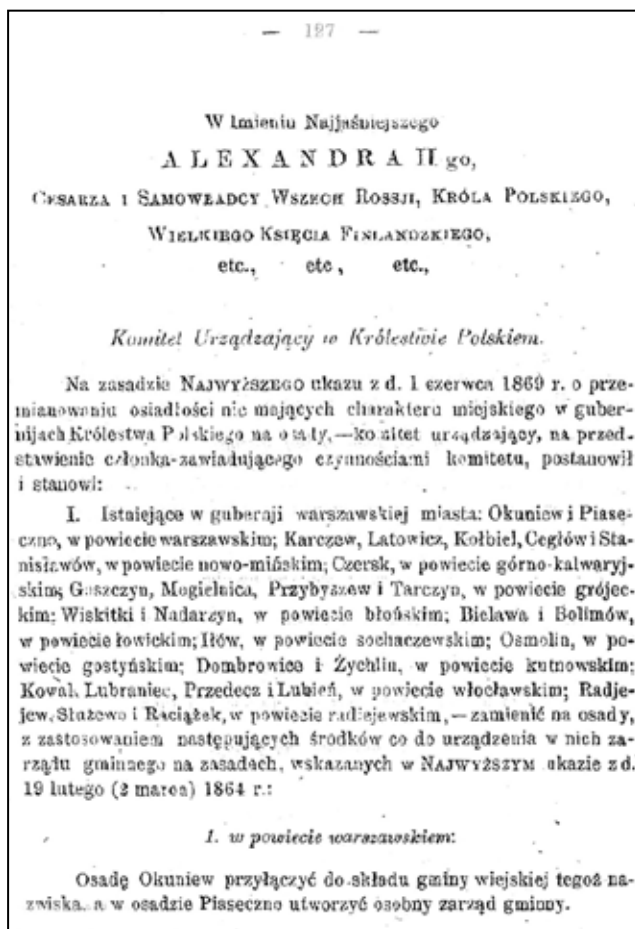 — 127 —
W Imieniu Najjaśniejszego
ALEXANDRA IIgo,
CESARZA I SAMOWŁADCY WSZECH ROSSJI, KRÓLA POLSKIEGO,
WIELKIEGO KSIĘCIA FINLANDZKIEGO,
etc., etc, etc.,
Komitet Urządzający w Królestwie Polskiem.
Na zasadzie NAJWYŻSZEGO ukazu z d. 1 czerwca 1869 r. o prze-
mianowaniu osiadłości nie mających charakteru miejskiego w guber-
nijach Królestwa Polskiego na osady,—komitet urządzający, na przed-
stawienie członka-zawiadującego czynnościami komitetu, postanowił
i stanowi:
I. Istniejące w gubernji warszawskiej miasta: Okuniew i Piase-
czno, w powiecie warszawskim; Karczew, Latowicz, Kołbiel, Cegłów i Sta-
nisławów, w powiecie nowo-mińskim; Czersk, w powiecie górno-kalwaryj-
skim; Goszczyn, Mogielnica, Przybyszew i Tarczyn, w powiecie grójec-
kim; Wiskitki i Nadarzyn, w powiecie błońskim; Bielawa i Bolimów,
w powiecie łowickim; Iłów, w powiecie sochaczewskim; Osmolin, w po-
wiecie gostyńskim; Dombrowice i Żychlin, w powiecie kutnowskim;
Kowal, Lubraniec, Przedecz i Lubień, w powiecie włocławskim; Radje-
jew, Służewo i Raciążek, w powiecie radiejewskim,—zamienić na osady,
z zastosowaniem następujących środków co do urządzenia w nich za-
rządu gminnego na zasadach, wskazanych w NAJWYŻSZYM ukazie z d.
19 lutego (2 marca) 1864 r.:
1. w powiecie warszawskiem:
Osadę Okuniew przyłączyć do składu gminy wiejskiej tegoż na-
zwiska, a w osadzie Piaseczno utworzyć osobny zarząd gminny.